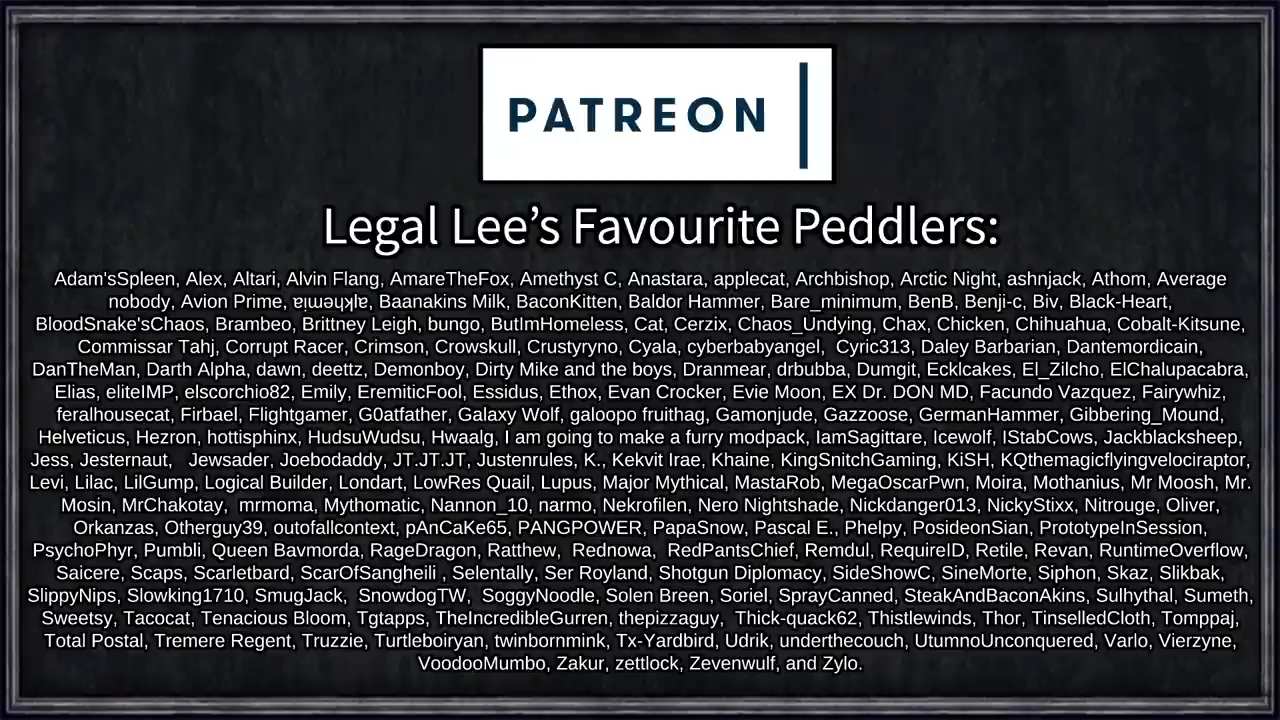 PATREON
Legal Lee’s Favourite Peddlers:
Adam'sSpleen, Alex, Altari, Alvin Flang, AmareTheFox, Amethyst C, Anastara, applecat, Archbishop, Arctic Night, ashnjack, Athom, Average
nobody, Avion Prime, ɐıɯǝuʞlɐ, Baanakins Milk, BaconKitten, Baldor Hammer, Bare_minimum, BenB, Benji-c, Biv, Black-Heart,
BloodSnake'sChaos, Brambeo, Brittney Leigh, bungo, ButImHomeless, Cat, Cerzix, Chaos_Undying, Chax, Chicken, Chihuahua, Cobalt-Kitsune,
Commissar Tahj, Corrupt Racer, Crimson, Crowskull, Crustyryno, Cyala, cyberbabyangel, Cyric313, Daley Barbarian, Dantemordicain,
DanTheMan, Darth Alpha, dawn, deettz, Demonboy, Dirty Mike and the boys, Dranmear, drbubba, Dumgit, Ecklcakes, El_Zilcho, ElChalupacabra,
Elias, eliteIMP, elscorchio82, Emily, EremiticFool, Essidus, Ethox, Evan Crocker, Evie Moon, EX Dr. DON MD, Facundo Vazquez, Fairywhiz,
feralhousecat, Firbael, Flightgamer, G0atfather, Galaxy Wolf, galoopo fruithag, Gamonjude, Gazzoose, GermanHammer, Gibbering_Mound,
Helveticus, Hezron, hottisphinx, HudsuWudsu, Hwaalg, I am going to make a furry modpack, IamSagittare, Icewolf, IStabCows, Jackblacksheep,
Jess, Jesternaut, Jewsader, Joebodaddy, JT.JT.JT, Justenrules, K., Kekvit Irae, Khaine, KingSnitchGaming, KiSH, KQthemagicflyingvelociraptor,
Levi, Lilac, LilGump, Logical Builder, Londart, LowRes Quail, Lupus, Major Mythical, MastaRob, MegaOscarPwn, Moira, Mothanius, Mr Moosh, Mr.
Mosin, MrChakotay, mrmoma, Mythomatic, Nannon_10, narmo, Nekrofilen, Nero Nightshade, Nickdanger013, NickyStixx, Nitrouge, Oliver,
Orkanzas, Otherguy39, outofallcontext, pAnCaKe65, PANGPOWER, PapaSnow, Pascal E., Phelpy, PosideonSian, PrototypeInSession,
PsychoPhyr, Pumbli, Queen Bavmorda, RageDragon, Ratthew, Rednowa, RedPantsChief, Remdul, RequireID, Retile, Revan, RuntimeOverflow,
Saicere, Scaps, Scarletbard, ScarOfSangheili , Selentally, Ser Royland, Shotgun Diplomacy, SideShowC, SineMorte, Siphon, Skaz, Slikbak,
SlippyNips, Slowking1710, SmugJack, SnowdogTW, SoggyNoodle, Solen Breen, Soriel, SprayCanned, SteakAndBaconAkins, Sulhythal, Sumeth,
Sweetsy, Tacocat, Tenacious Bloom, Tgtapps, TheIncredibleGurren, thepizzaguy, Thick-quack62, Thistlewinds, Thor, TinselledCloth, Tomppaj,
Total Postal, Tremere Regent, Truzzie, Turtleboiryan, twinbornmink, Tx-Yardbird, Udrik, underthecouch, UtumnoUnconquered, Varlo, Vierzyne,
VoodooMumbo, Zakur, zettlock, Zevenwulf, and Zylo.